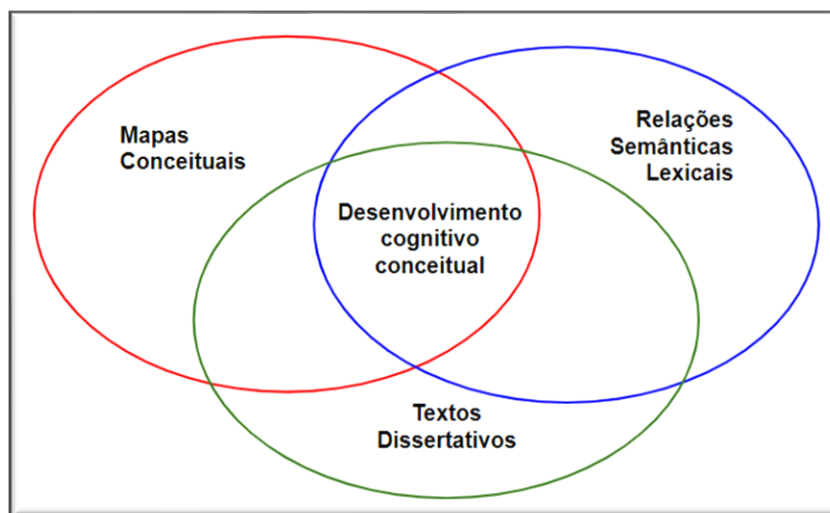 Mapas
Conceituais
Relações
Semânticas
Lexicais
Desenvolvimento
cognitivo
conceitual
Textos
Dissertativos